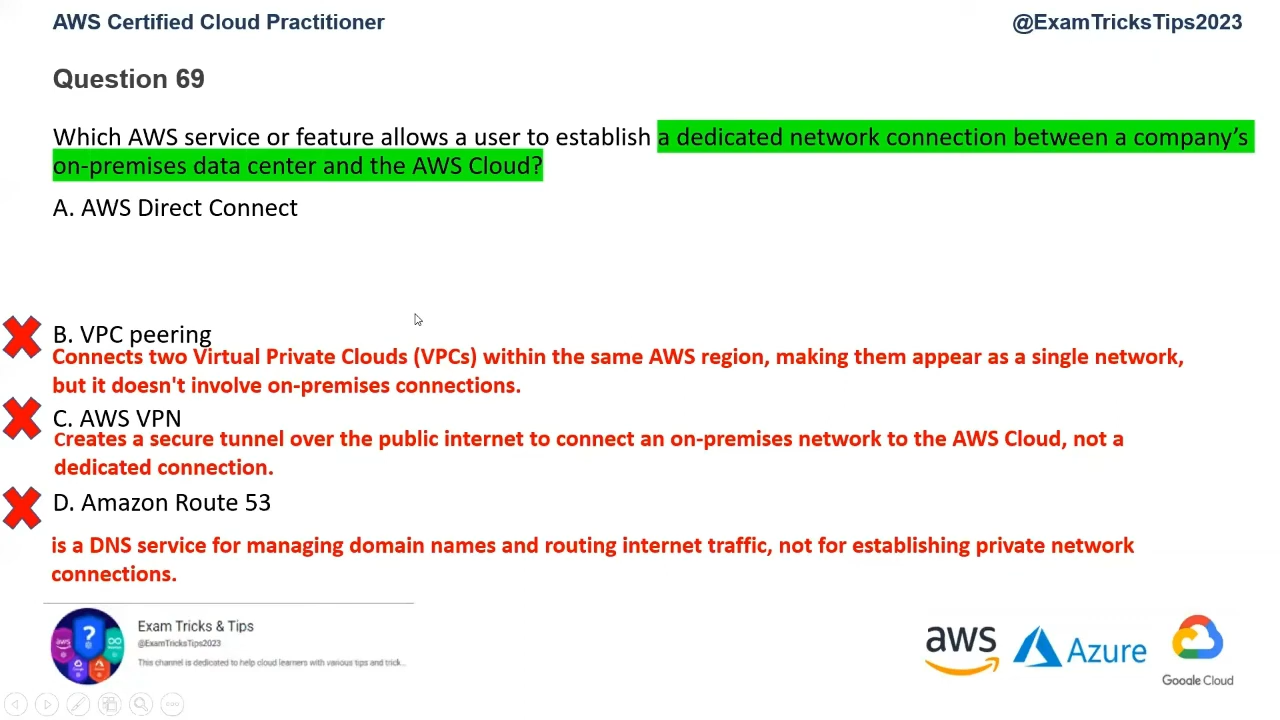 AWS Certified Cloud Practitioner
@ExamTricksTips2023
Question 69
Which AWS service or feature allows a user to establish a dedicated network connection between a company’s
on-premises data center and the AWS Cloud?
A. AWS Direct Connect
B. VPC peering
Connects two Virtual Private Clouds (VPCs) within the same AWS region, making them appear as a single network,
but it doesn't involve on-premises connections.
C. AWS VPN
Creates a secure tunnel over the public internet to connect an on-premises network to the AWS Cloud, not a
dedicated connection.
D. Amazon Route 53
is a DNS service for managing domain names and routing internet traffic, not for establishing private network
connections.
Exam Tricks & Tips
@ExamTricksTips2023
This channel is dedicated to help cloud learners with various tips and trick..
aws
?
aws
Azure
Google Cloud